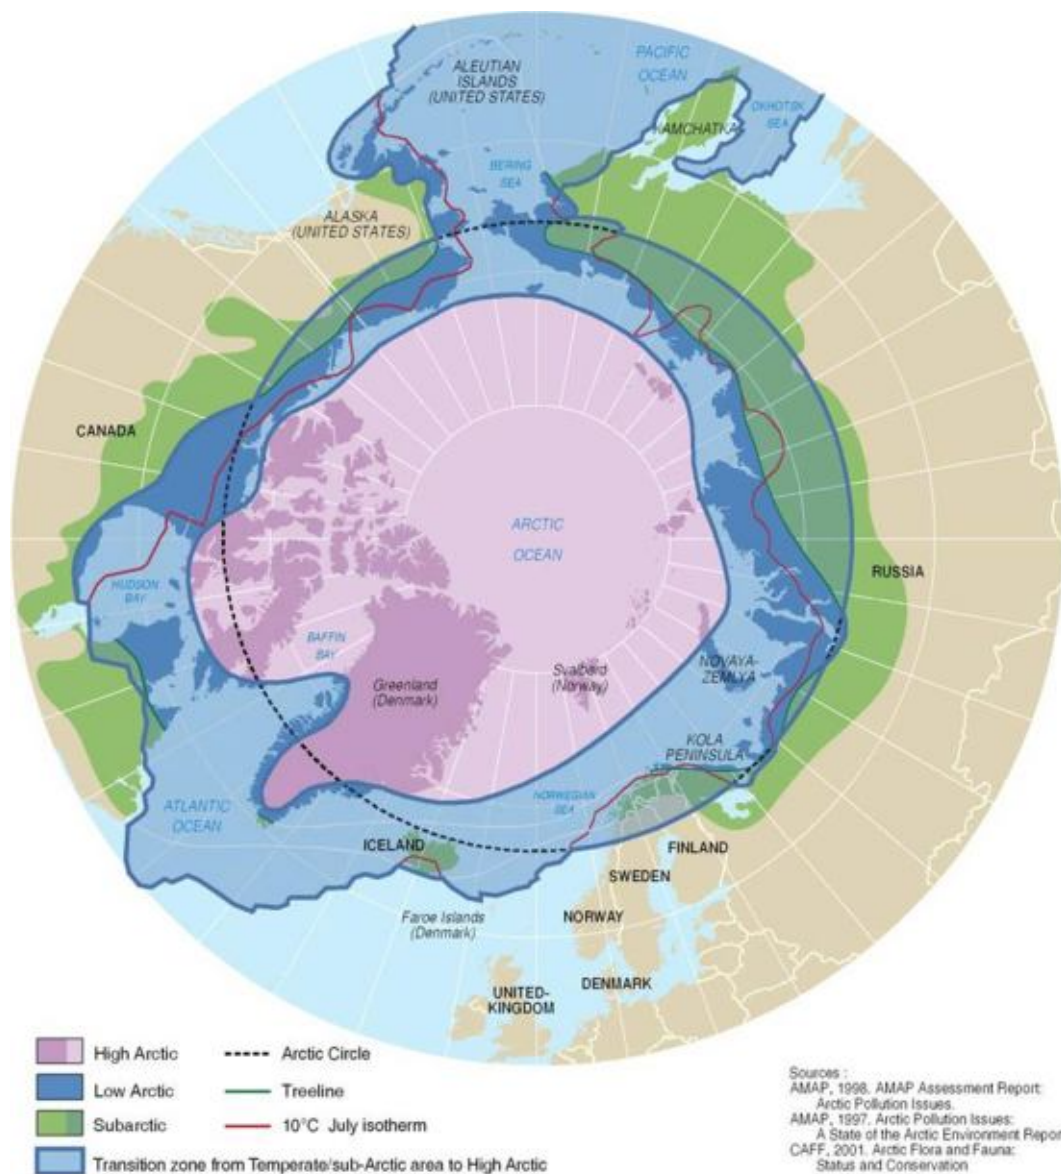 PACIFIC
OCEAN
ALEUTIAN
ISLANDS
(UNITED STATES)
OKHOTSK
SEA
KAMCHATKA
BERING
SEA
ALASKA
(UNITED STATES)
CANADA
ARCTIC
OCEAN
RUSSIA
HUDSON
BAY
BAFFIN
BAY
Greenland
(Denmark)
Svalbard
(Norway)
NOVAYA-
ZEMLYA
KOLA
PENINSULA
NORWEGIAN
SEA
ATLANTIC
OCEAN
ICELAND
FINLAND
SWEDEN
NORWAY
Faroe Islands
(Denmark)
DENMARK
UNITED-
KINGDOM
High Arctic
Low Arctic
Subarctic
Transition zone from Temperate/sub-Arctic area to High Arctic
Arctic Circle
Treeline
10°C July isotherm
Sources :
AMAP, 1998. AMAP Assessment Report:
Arctic Pollution Issues.
AMAP, 1997. Arctic Pollution Issues:
A State of the Arctic Environment Report
CAFF, 2001. Arctic Flora and Fauna:
Status and Conservation